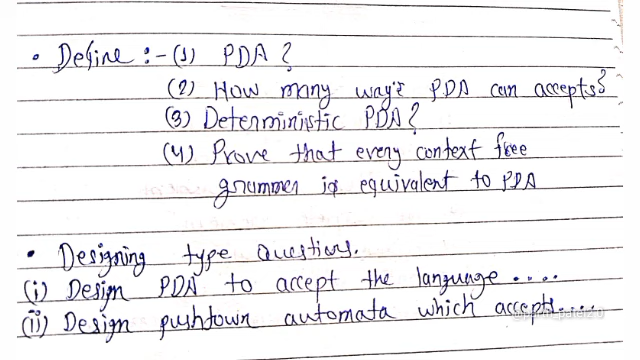 • Define :- (1) PDA ?
(2) How many way's PDA can accepts?
(3) Deterministic PDA?
(4) Prove that every context free
grammer is equivalent to PDA
• Designing type Questions.
(i) Design PDA to accept the language ....
(ii) Design pushtown automata which accepts....